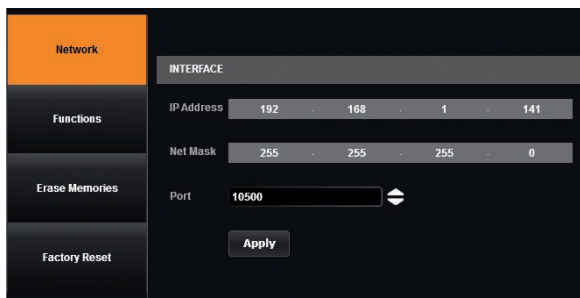 Network
Functions
Erase Memories
Factory Reset
INTERFACE
IP Address 192 . 168 . 1 . 141
Net Mask 255 . 255 . 255 . 0
Port 10500
Apply